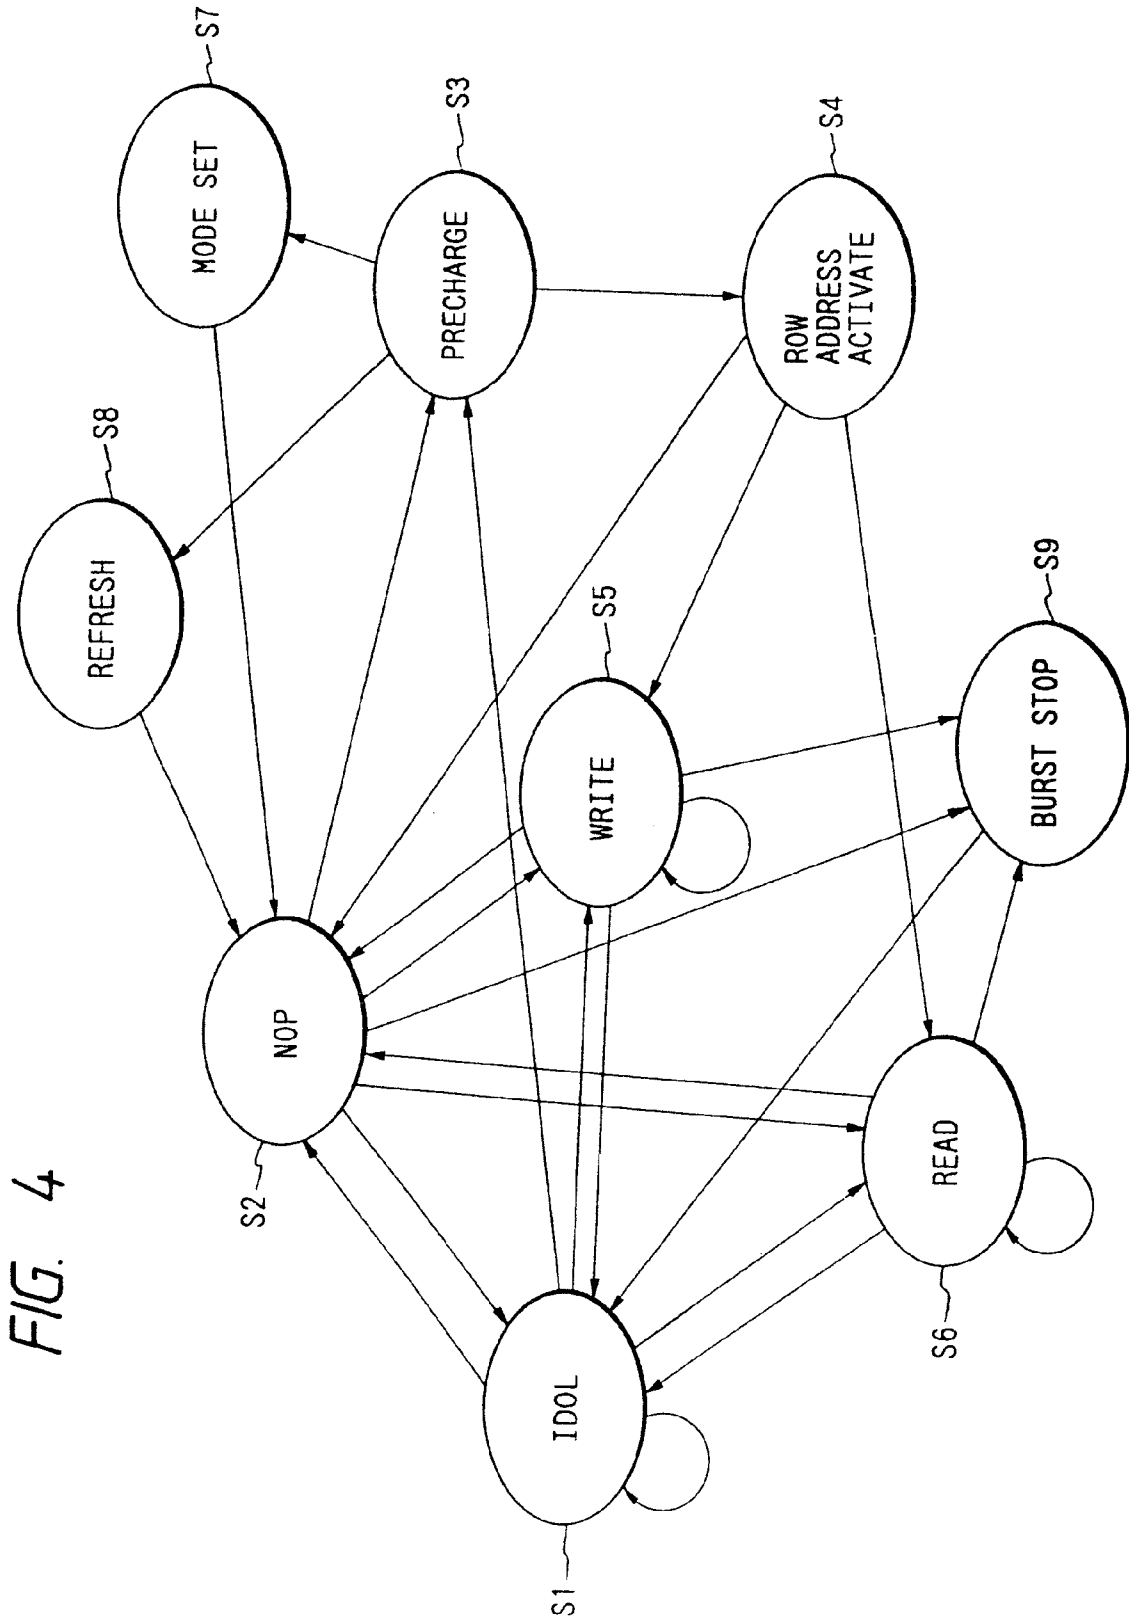 FIG. 4
S7
MODE SET
S8
REFRESH
S3
PRECHARGE
S2
NOP
S4
ROW
ADDRESS
ACTIVATE
S5
WRITE
S1
IDOL
S9
BURST STOP
S6
READ